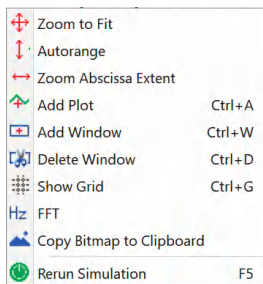 Zoom to Fit
Autorange
Zoom Abscissa Extent
Add Plot Ctrl+A
Add Window Ctrl+W
Delete Window Ctrl+D
Show Grid Ctrl+G
Hz FFT
Copy Bitmap to Clipboard
Rerun Simulation F5